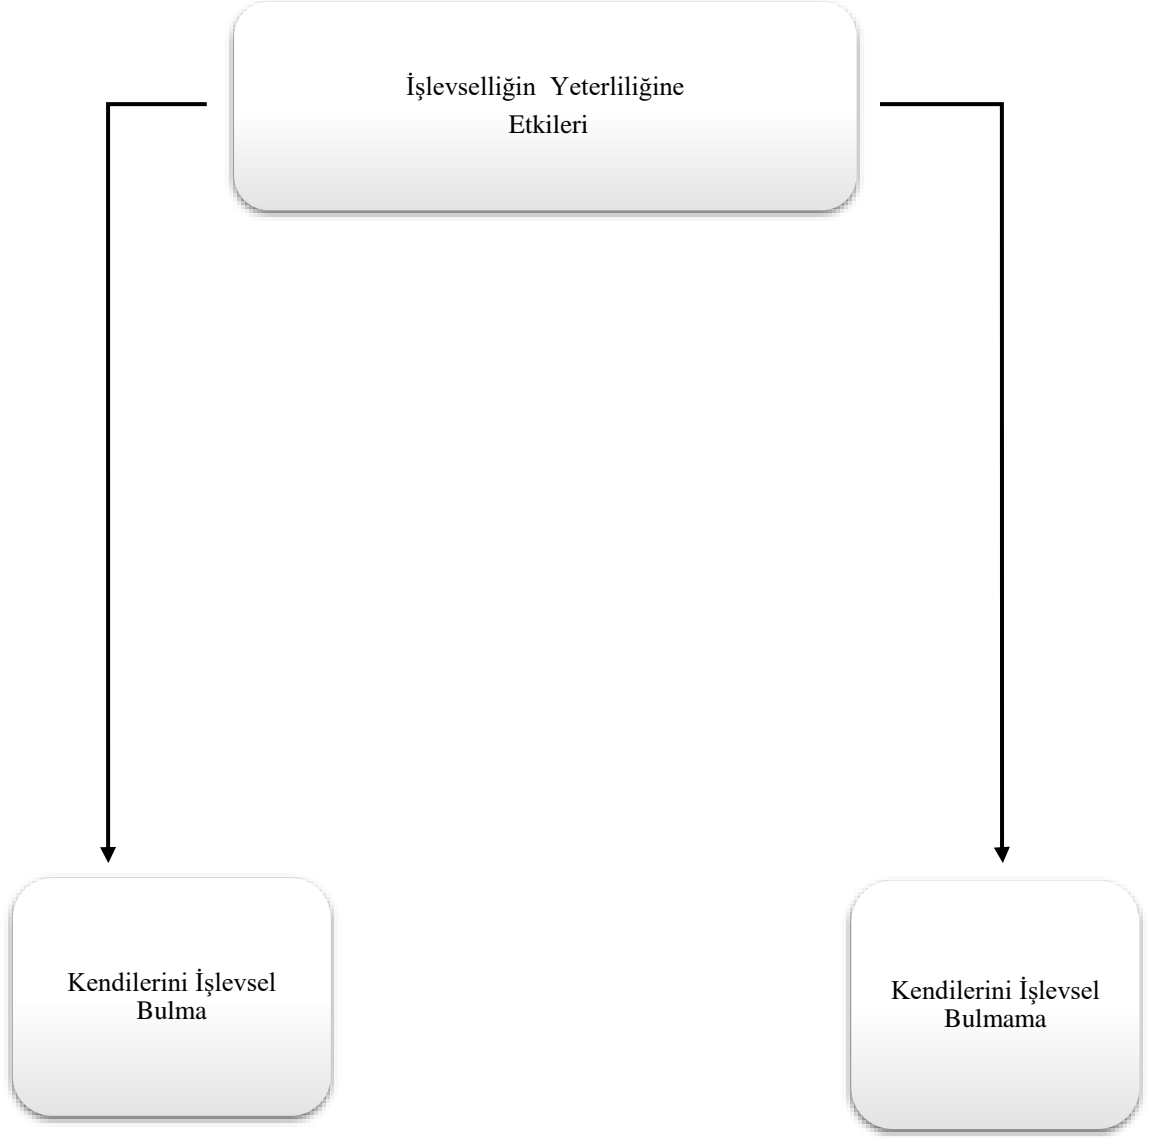 İşlevselliğin Yeterliliğine
Etkileri
Kendilerini İşlevsel
Bulma
Kendilerini İşlevsel
Bulmama